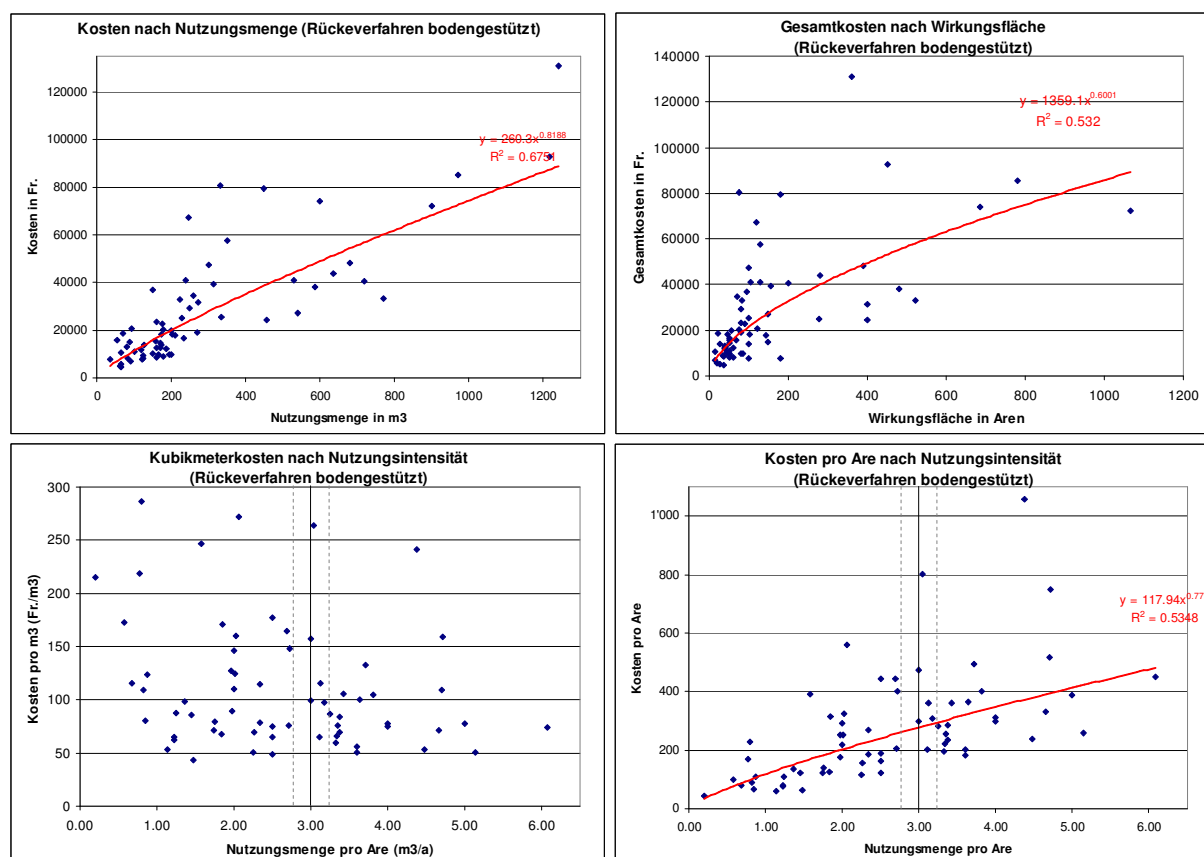 Kosten nach Nutzungsmenge (Rückeverfahren bodengestützt)
Kosten in Fr.
140000
120000
100000
80000
60000
40000
20000
0
y = 260.3x^0.8188
R² = 0.6751
0 200 400 600 800 1000 1200
Nutzungsmenge in m3
Gesamtkosten nach Wirkungsfläche
(Rückeverfahren bodengestützt)
Gesamtkosten in Fr.
140000
120000
100000
80000
60000
40000
20000
0
y = 1359.1x^0.6001
R² = 0.532
0 200 400 600 800 1000 1200
Wirkungsfläche in Aren
Kubikmeterkosten nach Nutzungsintensität
(Rückeverfahren bodengestützt)
Kosten pro m3 (Fr./m3)
300
250
200
150
100
50
0
0.00 1.00 2.00 3.00 4.00 5.00 6.00
Nutzungsmenge pro Are (m3/a)
Kosten pro Are nach Nutzungsintensität
(Rückeverfahren bodengestützt)
Kosten pro Are
1'000
800
600
400
200
0
y = 117.94x^0.77
R² = 0.5348
0.00 1.00 2.00 3.00 4.00 5.00 6.00
Nutzungsmenge pro Are